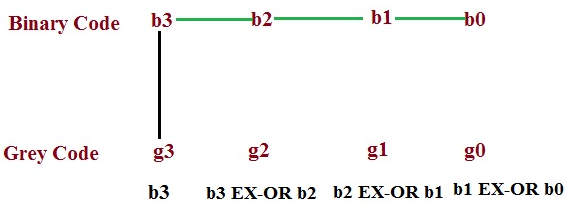 Binary Code b3 b2 b1 b0
Grey Code g3 g2 g1 g0
b3 b3 EX-OR b2 b2 EX-OR b1 b1 EX-OR b0